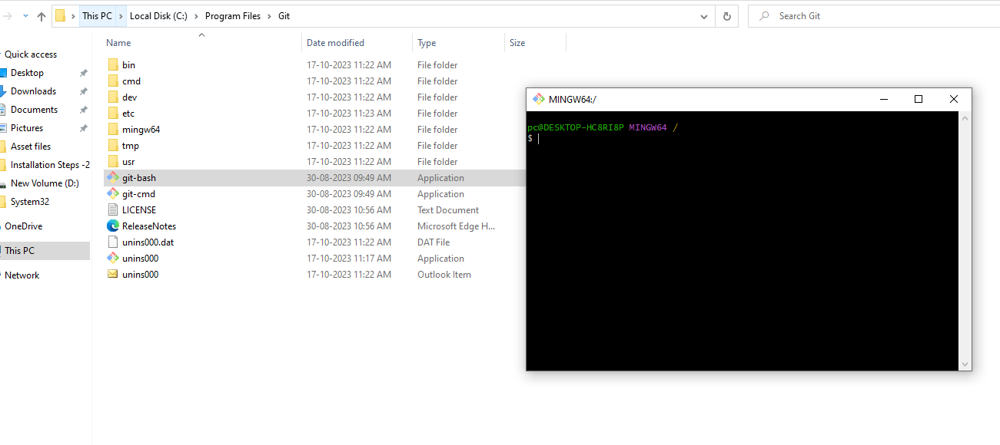 This PC > Local Disk (C:) > Program Files > Git
Search Git
Quick access
Desktop
Downloads
Documents
Pictures
Asset files
Installation Steps -2
New Volume (D:)
System32
OneDrive
This PC
Network
Name Date modified Type Size
bin 17-10-2023 11:22 AM File folder
cmd 17-10-2023 11:22 AM File folder
dev 17-10-2023 11:22 AM File folder
etc 17-10-2023 11:23 AM File folder
mingw64 17-10-2023 11:22 AM File folder
tmp 17-10-2023 11:22 AM File folder
usr 17-10-2023 11:22 AM File folder
git-bash 30-08-2023 09:49 AM Application
git-cmd 30-08-2023 09:49 AM Application
LICENSE 30-08-2023 10:56 AM Text Document
ReleaseNotes 30-08-2023 10:56 AM Microsoft Edge H...
unins000.dat 17-10-2023 11:22 AM DAT File
unins000 17-10-2023 11:17 AM Application
unins000 17-10-2023 11:22 AM Outlook Item
MINGW64:/
pc@DESKTOP-HC8RI8P MINGW64 /
$